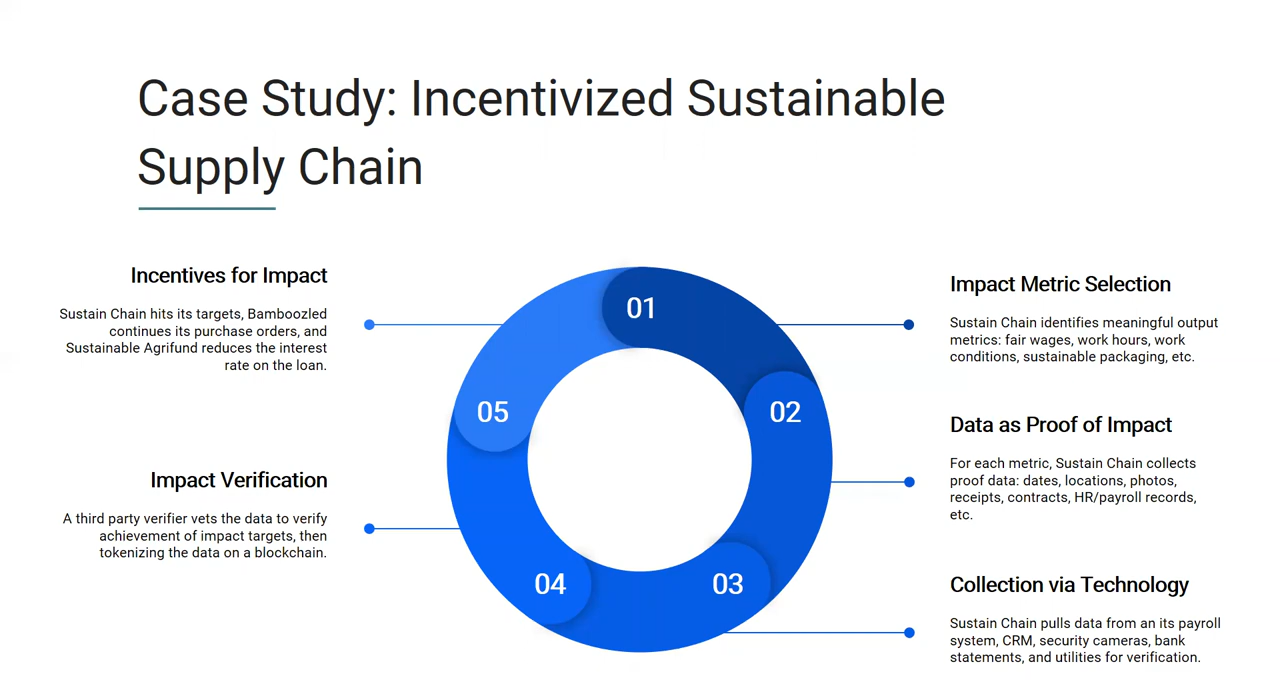 Case Study: Incentivized Sustainable
Supply Chain
01
Impact Metric Selection
Sustain Chain identifies meaningful output
metrics: fair wages, work hours, work
conditions, sustainable packaging, etc.
02
Data as Proof of Impact
For each metric, Sustain Chain collects
proof data: dates, locations, photos,
receipts, contracts, HR/payroll records,
etc.
03
Collection via Technology
Sustain Chain pulls data from an its payroll
system, CRM, security cameras, bank
statements, and utilities for verification.
04
Impact Verification
A third party verifier vets the data to verify
achievement of impact targets, then
tokenizing the data on a blockchain.
05
Incentives for Impact
Sustain Chain hits its targets, Bamboozled
continues its purchase orders, and
Sustainable Agrifund reduces the interest
rate on the loan.